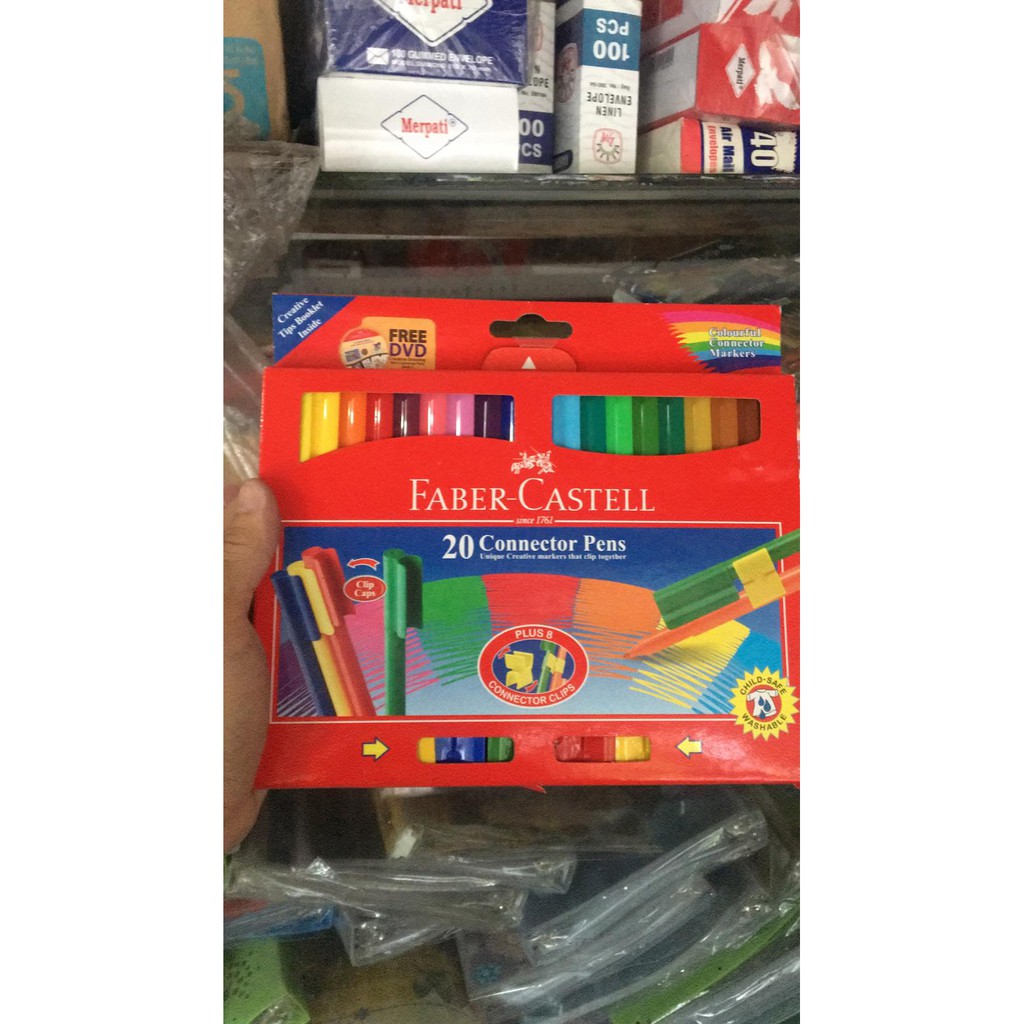 Merpati®
100 GUMMED ENVELOPE
Merpati®
00
PCS
100
PCS
LINEN
ENVELOPE
Merpati
40
Air Mail
Envelopes
Creative
Tips Booklet
Inside
FREE
DVD
Colourful
Connector
Markers
FABER-CASTELL
since 1761
20 Connector Pens
Unique Creative markers that clip together
Clip
Caps
PLUS 8
CONNECTOR CLIPS
CHILD-SAFE
WASHABLE